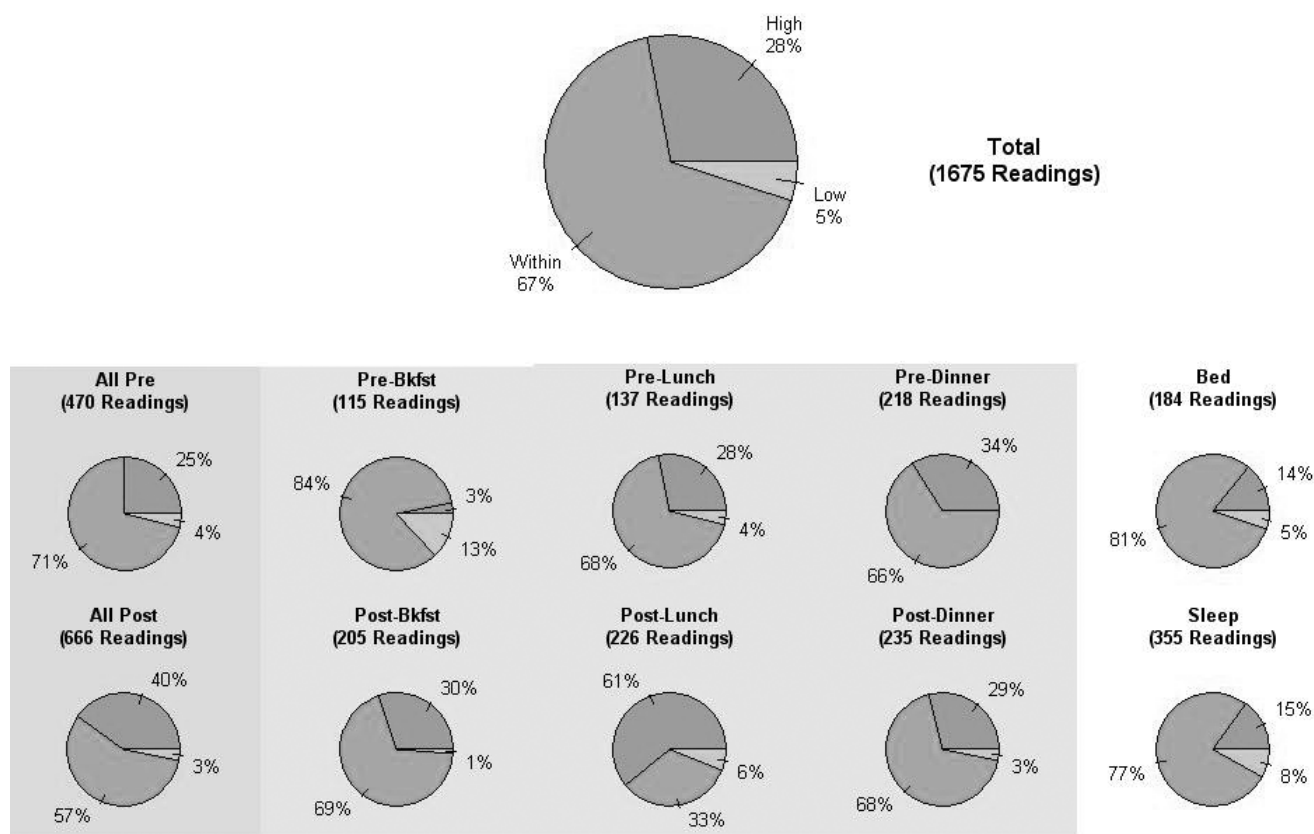 High
28%
Total
(1675 Readings)
Low
5%
Within
67%
All Pre
(470 Readings)
25%
4%
71%
Pre-Bkfst
(115 Readings)
84%
3%
13%
Pre-Lunch
(137 Readings)
28%
4%
68%
Pre-Dinner
(218 Readings)
34%
66%
Bed
(184 Readings)
14%
81%
5%
All Post
(666 Readings)
40%
3%
57%
Post-Bkfst
(205 Readings)
30%
1%
69%
Post-Lunch
(226 Readings)
61%
6%
33%
Post-Dinner
(235 Readings)
29%
3%
68%
Sleep
(355 Readings)
15%
77%
8%